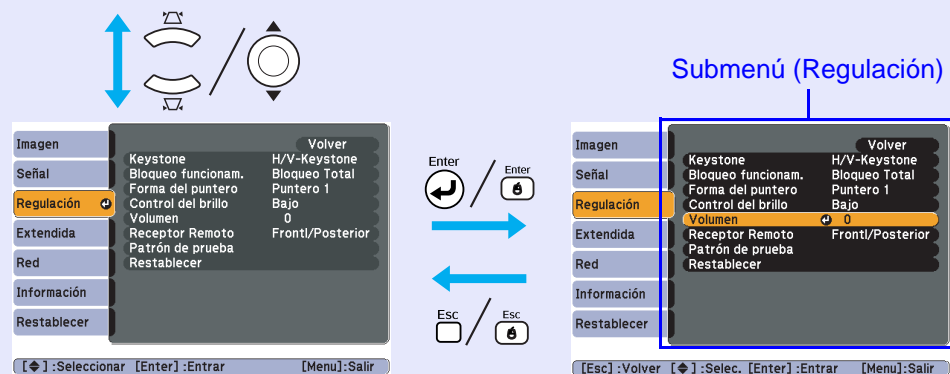 Submenú (Regulación)
Imagen
Señal
Regulación
Extendida
Red
Información
Restablecer
Volver
Keystone H/V-Keystone
Bloqueo funcionam. Bloqueo Total
Forma del puntero Puntero 1
Control del brillo Bajo
Volumen 0
Receptor Remoto Frontl/Posterior
Patrón de prueba
Restablecer
[ ] :Seleccionar [Enter] :Entrar [Menu]:Salir
Enter
Enter
Esc
Esc
Imagen
Señal
Regulación
Extendida
Red
Información
Restablecer
Volver
Keystone H/V-Keystone
Bloqueo funcionam. Bloqueo Total
Forma del puntero Puntero 1
Control del brillo Bajo
Volumen 0
Receptor Remoto Frontl/Posterior
Patrón de prueba
Restablecer
[Esc] :Volver [ ] :Selec. [Enter] :Entrar [Menu]:Salir